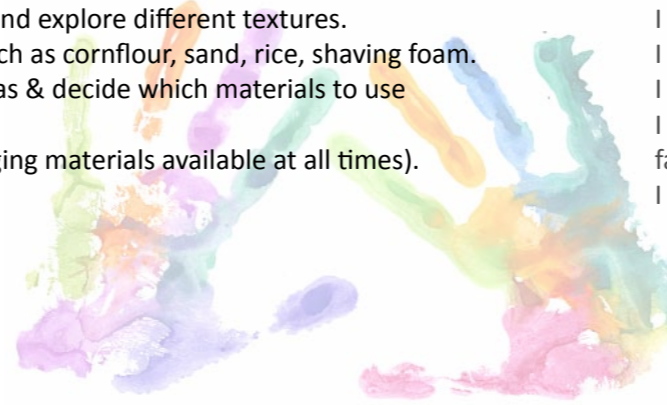 nd explore different textures.
ch as cornflour, sand, rice, shaving foam.
as & decide which materials to use
ging materials available at all times).
I
I
I
I
fa
I